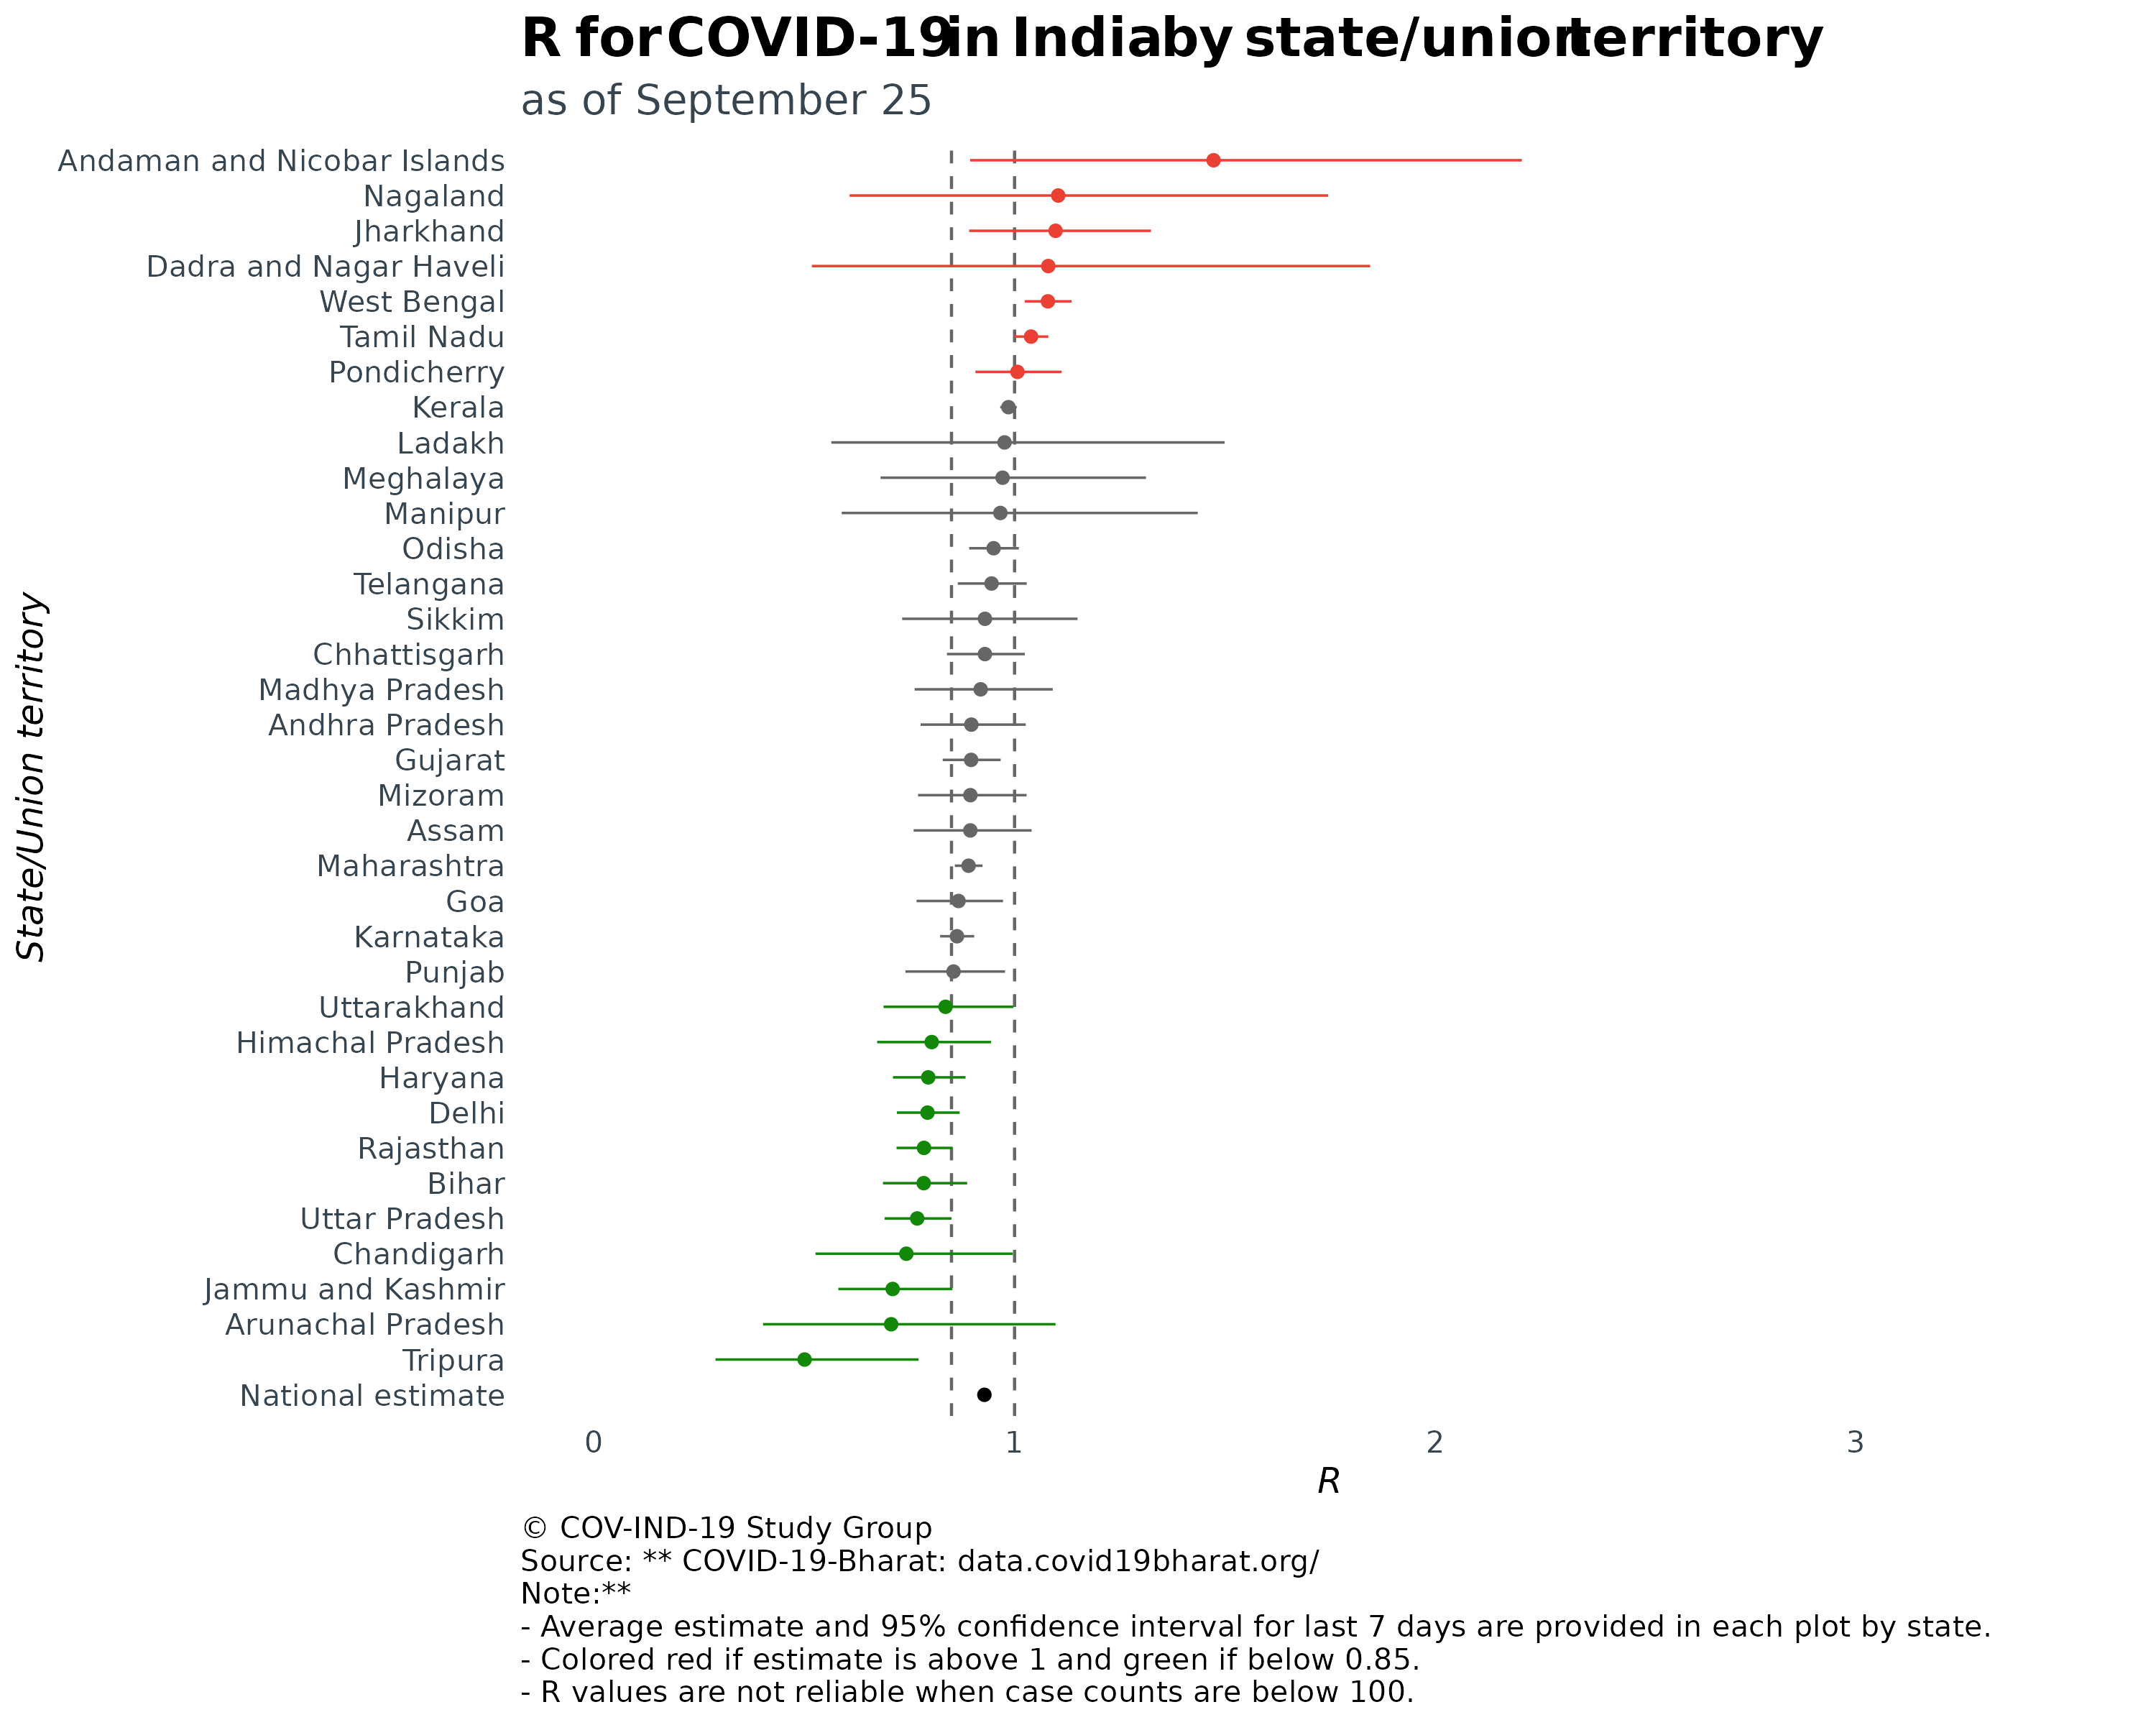 R for COVID-19 in India by state/union territory
as of September 25
Andaman and Nicobar Islands
Nagaland
Jharkhand
Dadra and Nagar Haveli
West Bengal
Tamil Nadu
Pondicherry
Kerala
Ladakh
Meghalaya
Manipur
Odisha
Telangana
Sikkim
Chhattisgarh
Madhya Pradesh
Andhra Pradesh
Gujarat
Mizoram
Assam
Maharashtra
Goa
Karnataka
Punjab
Uttarakhand
Himachal Pradesh
Haryana
Delhi
Rajasthan
Bihar
Uttar Pradesh
Chandigarh
Jammu and Kashmir
Arunachal Pradesh
Tripura
National estimate
State/Union territory
0 1 2 3
R
© COV-IND-19 Study Group
Source: ** COVID-19-Bharat: data.covid19bharat.org/
Note:**
- Average estimate and 95% confidence interval for last 7 days are provided in each plot by state.
- Colored red if estimate is above 1 and green if below 0.85.
- R values are not reliable when case counts are below 100.